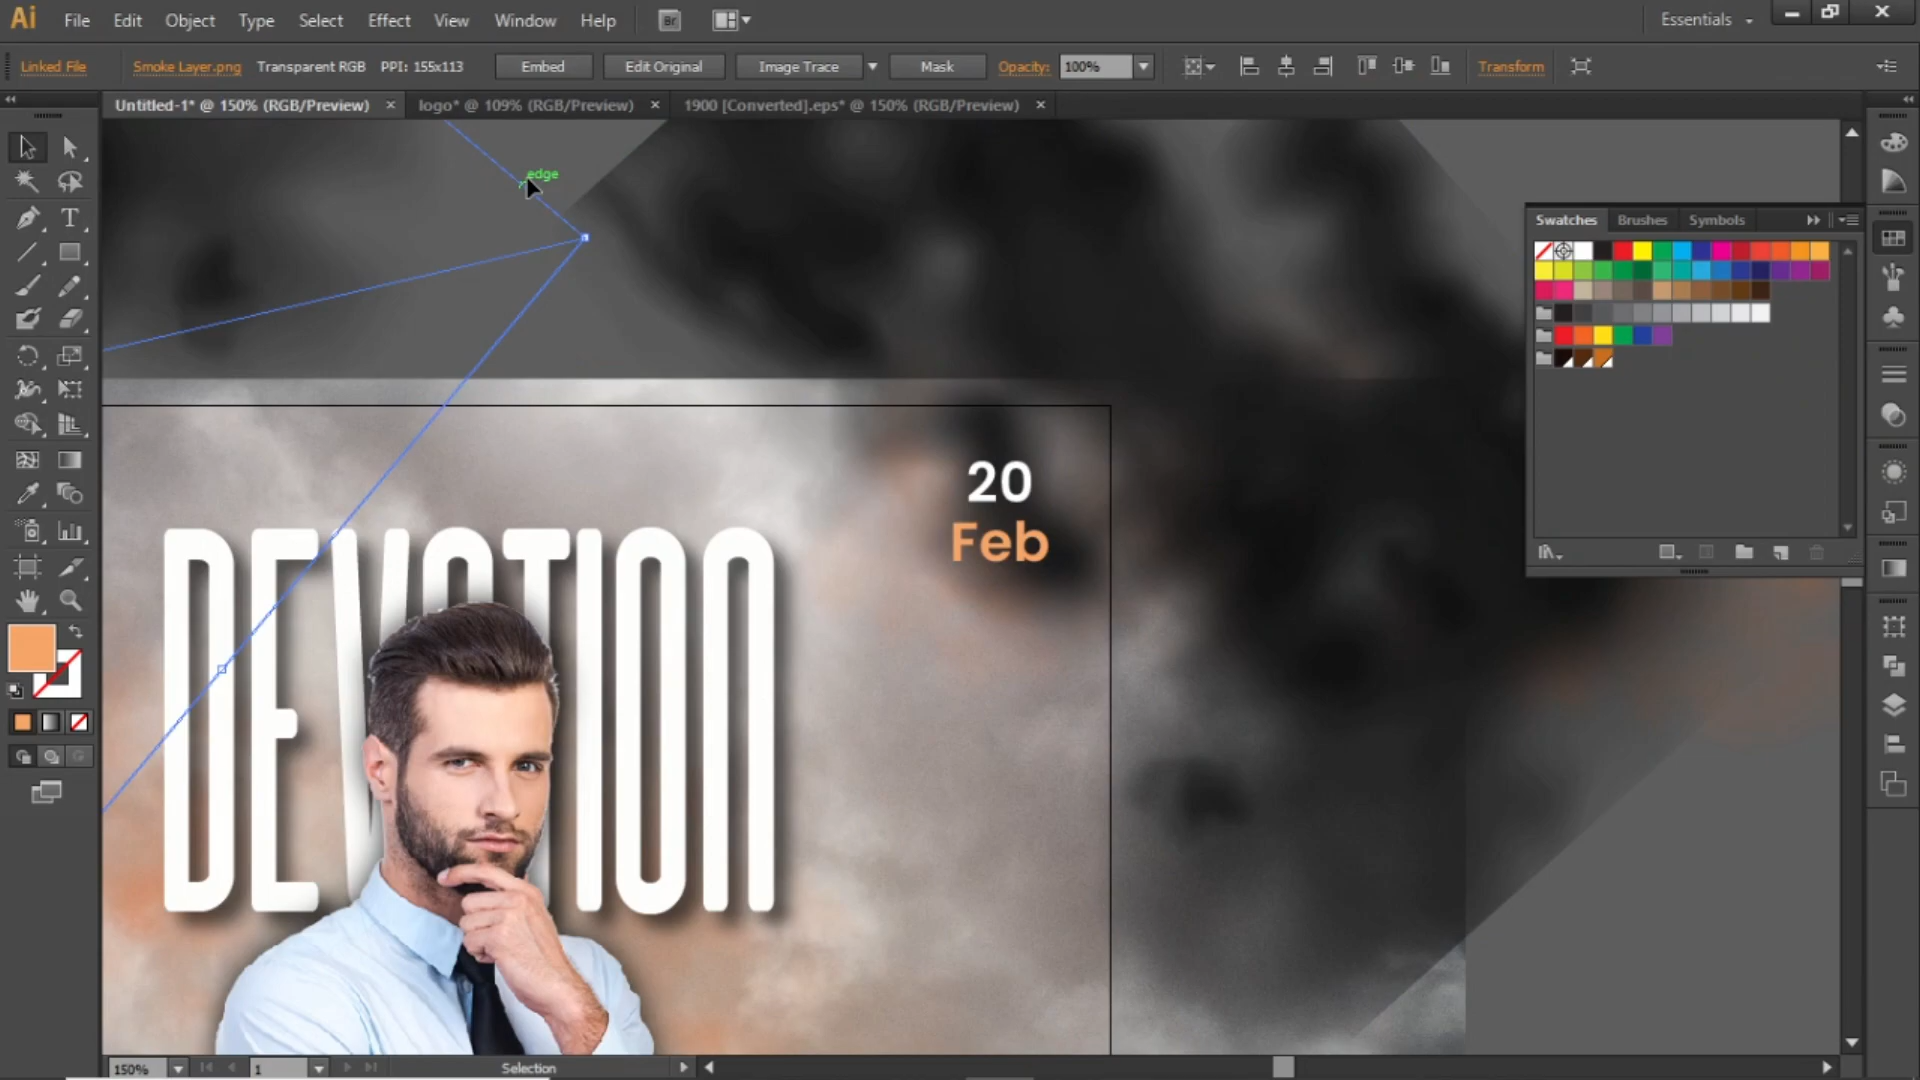 Ai File Edit Object Type Select Effect View Window Help Br Essentials
Linked File Smoke Layer.png Transparent RGB PPI: 155x113 Embed Edit Original Image Trace Mask Opacity: 100% Transform
Untitled-1* @ 150% (RGB/Preview) × logo* @ 109% (RGB/Preview) × 1900 [Converted].eps* @ 150% (RGB/Preview) ×
edge
Swatches Brushes Symbols
20
Feb
DEVOTION
150% 1 Selection